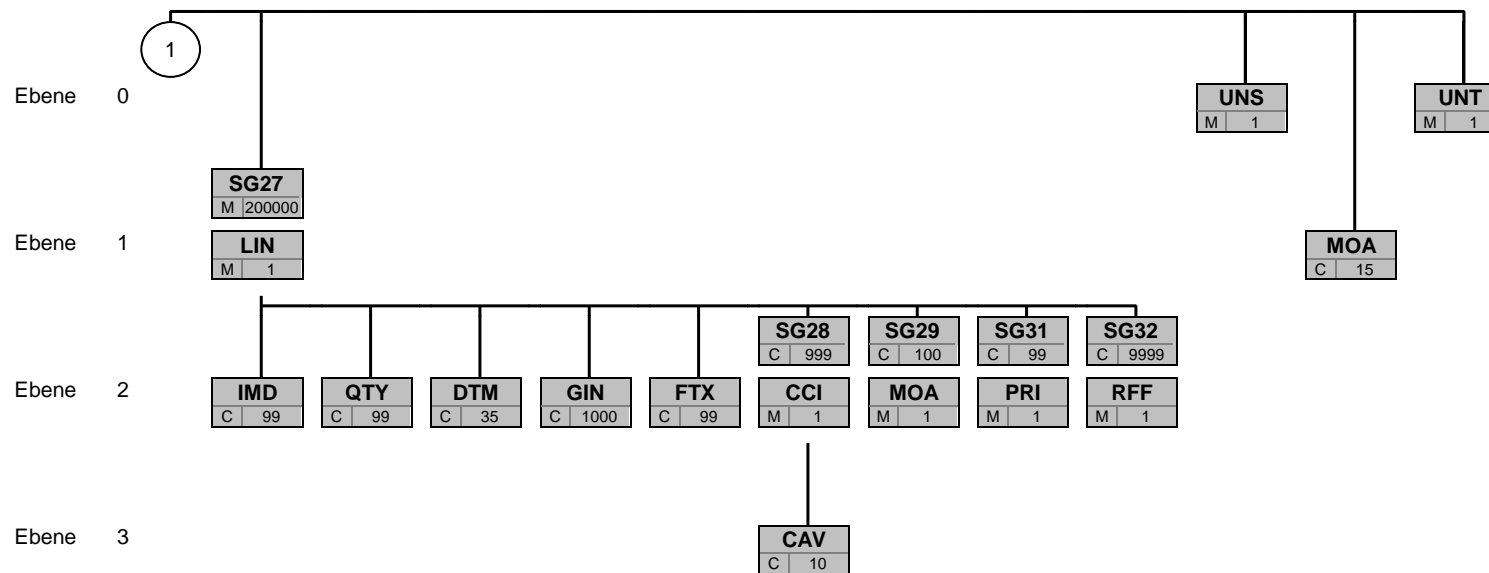 1
Ebene 0
UNS UNT
M 1 M 1
SG27
M 200000
Ebene 1
LIN MOA
M 1 C 15
SG28 SG29 SG31 SG32
C 999 C 100 C 99 C 9999
Ebene 2
IMD QTY DTM GIN FTX CCI MOA PRI RFF
C 99 C 99 C 35 C 1000 C 99 M 1 M 1 M 1 M 1
Ebene 3
CAV
C 10